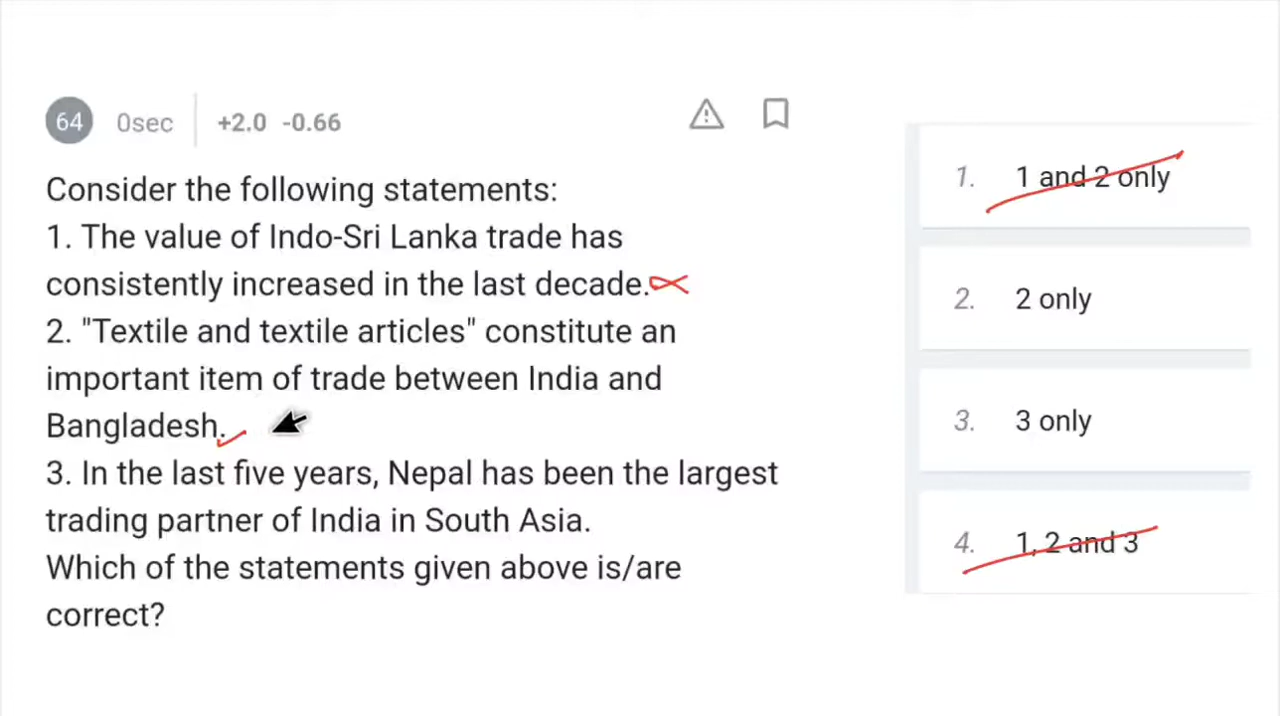 64 0sec +2.0 -0.66
Consider the following statements:
1. The value of Indo-Sri Lanka trade has
consistently increased in the last decade.
2. "Textile and textile articles" constitute an
important item of trade between India and
Bangladesh.
3. In the last five years, Nepal has been the largest
trading partner of India in South Asia.
Which of the statements given above is/are
correct?
1. 1 and 2 only
2. 2 only
3. 3 only
4. 1, 2 and 3